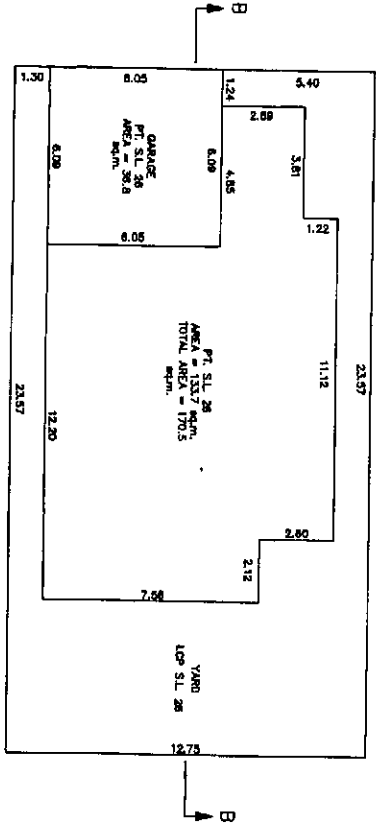 B
1.30
6.05
1.24
5.40
2.69
3.61
1.22
6.09
GARAGE
PT. S.L. 26
AREA = 36.8
sq.m.
6.09
4.85
6.05
PT. S.L. 26
AREA = 133.7 sq.m.
TOTAL AREA = 170.5
sq.m.
11.12
23.57
23.57
12.20
2.60
2.12
7.56
YARD
LCP S.L. 26
12.75
B